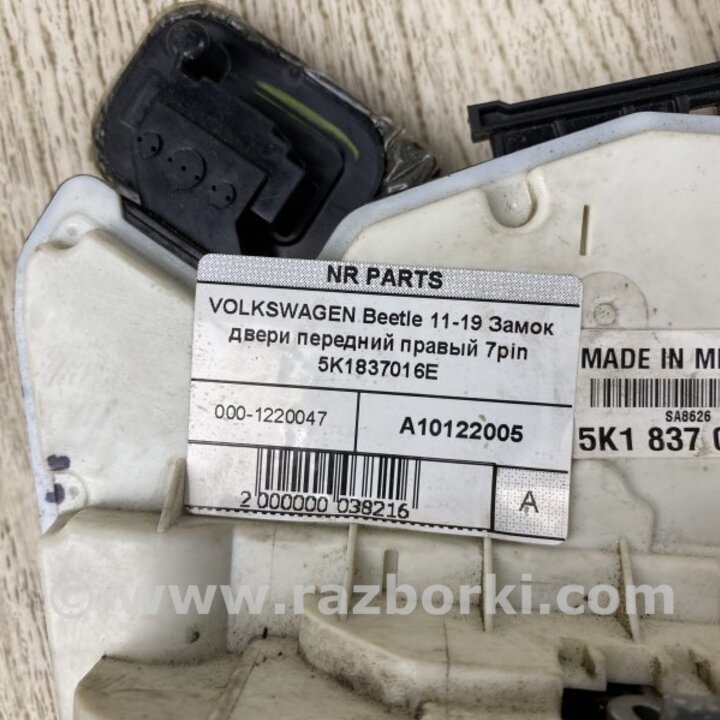 NR PARTS
VOLKSWAGEN Beetle 11-19 Замок
двери передний правый 7pin
5K1837016E
000-1220047
A10122005
2 000000 038216
A
MADE IN
SA8626
5K1 837
©www.razborki.com